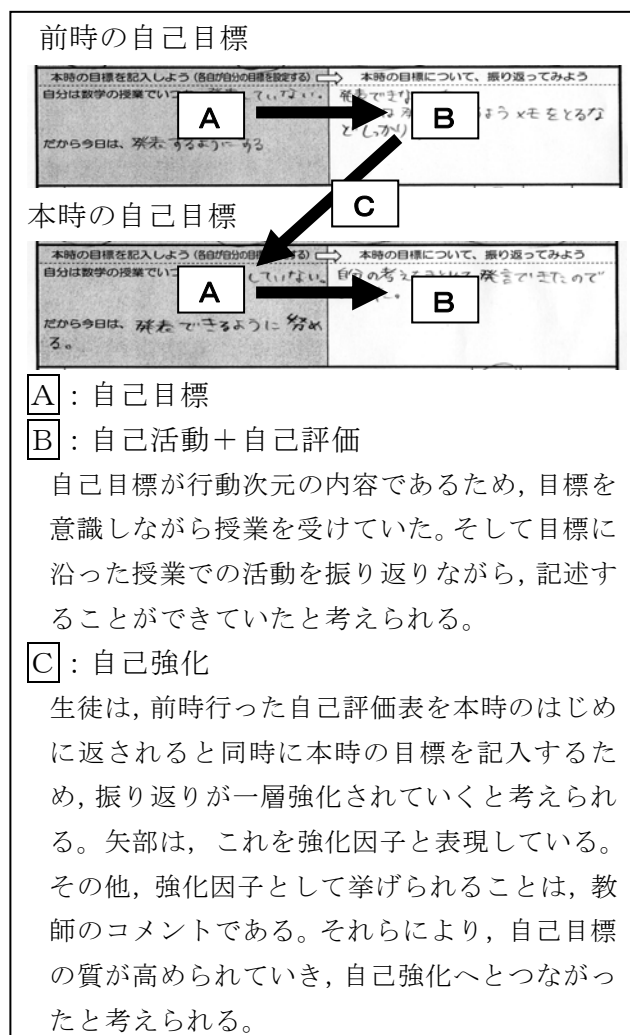 前時の自己目標
本時の目標を記入しよう(各自が自分の目標を設定する) ⇨ 本時の目標について、振り返ってみよう
自分は数学の授業でいつ ていない。 発表できな
A B
ようメモをとるな
だから今日は、発表するようにする としっかり
C
本時の自己目標
本時の目標を記入しよう(各自が自分の目 する) ⇨ 本時の目標について、振り返ってみよう
自分は数学の授業でいつ していない。 自分の考え 発言できたので
A B
だから今日は、発表できるように努め
る。
A:自己目標
B:自己活動+自己評価
自己目標が行動次元の内容であるため,目標を
意識しながら授業を受けていた。そして目標に
沿った授業での活動を振り返りながら,記述す
ることができていたと考えられる。
C:自己強化
生徒は,前時行った自己評価表を本時のはじめ
に返されると同時に本時の目標を記入するた
め,振り返りが一層強化されていくと考えられ
る。矢部は,これを強化因子と表現している。
その他,強化因子として挙げられることは,教
師のコメントである。それらにより,自己目標
の質が高められていき,自己強化へとつながっ
たと考えられる。